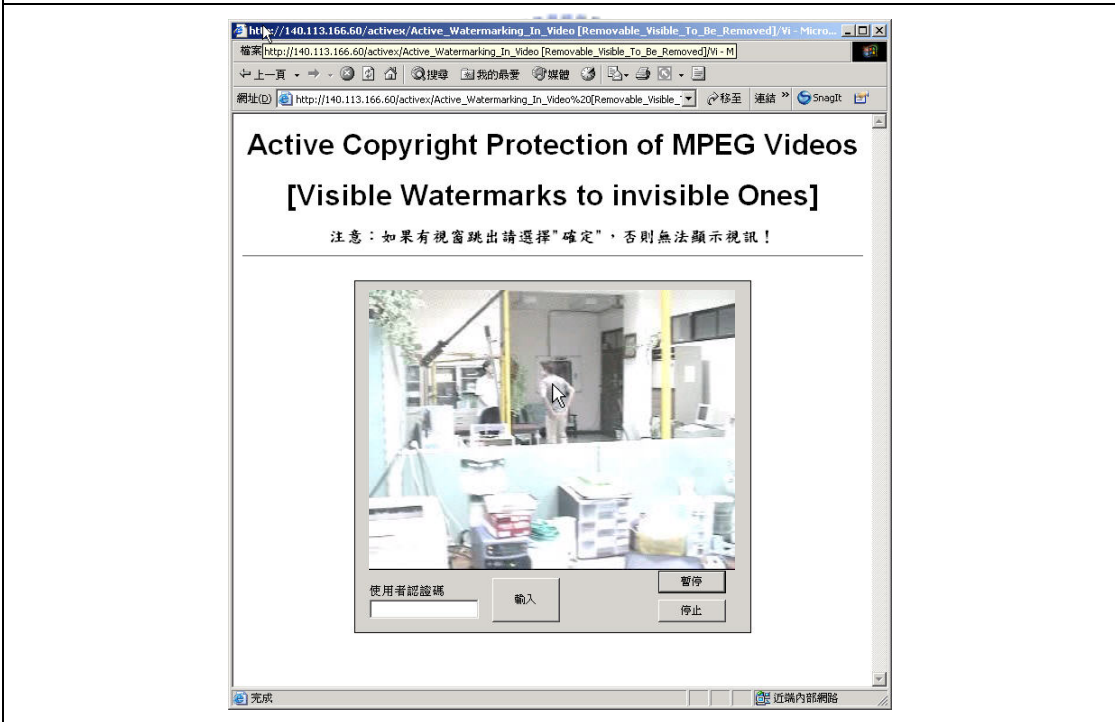 http://140.113.166.60/activex/Active_Watermarking_In_Video [Removable_Visible_To_Be_Removed]/Vi - Micro...
檔案 http://140.113.166.60/activex/Active_Watermarking_In_Video [Removable_Visible_To_Be_Removed]/Vi - M
上一頁 搜尋 我的最愛 媒體
網址(D) http://140.113.166.60/activex/Active_Watermarking_In_Video%20[Removable_Visible_ 移至 連結 » SnagIt
Active Copyright Protection of MPEG Videos
[Visible Watermarks to invisible Ones]
注意：如果有視窗跳出請選擇"確定"，否則無法顯示視訊！
使用者認證碼
輸入
暫停
停止
完成 近端內部網路